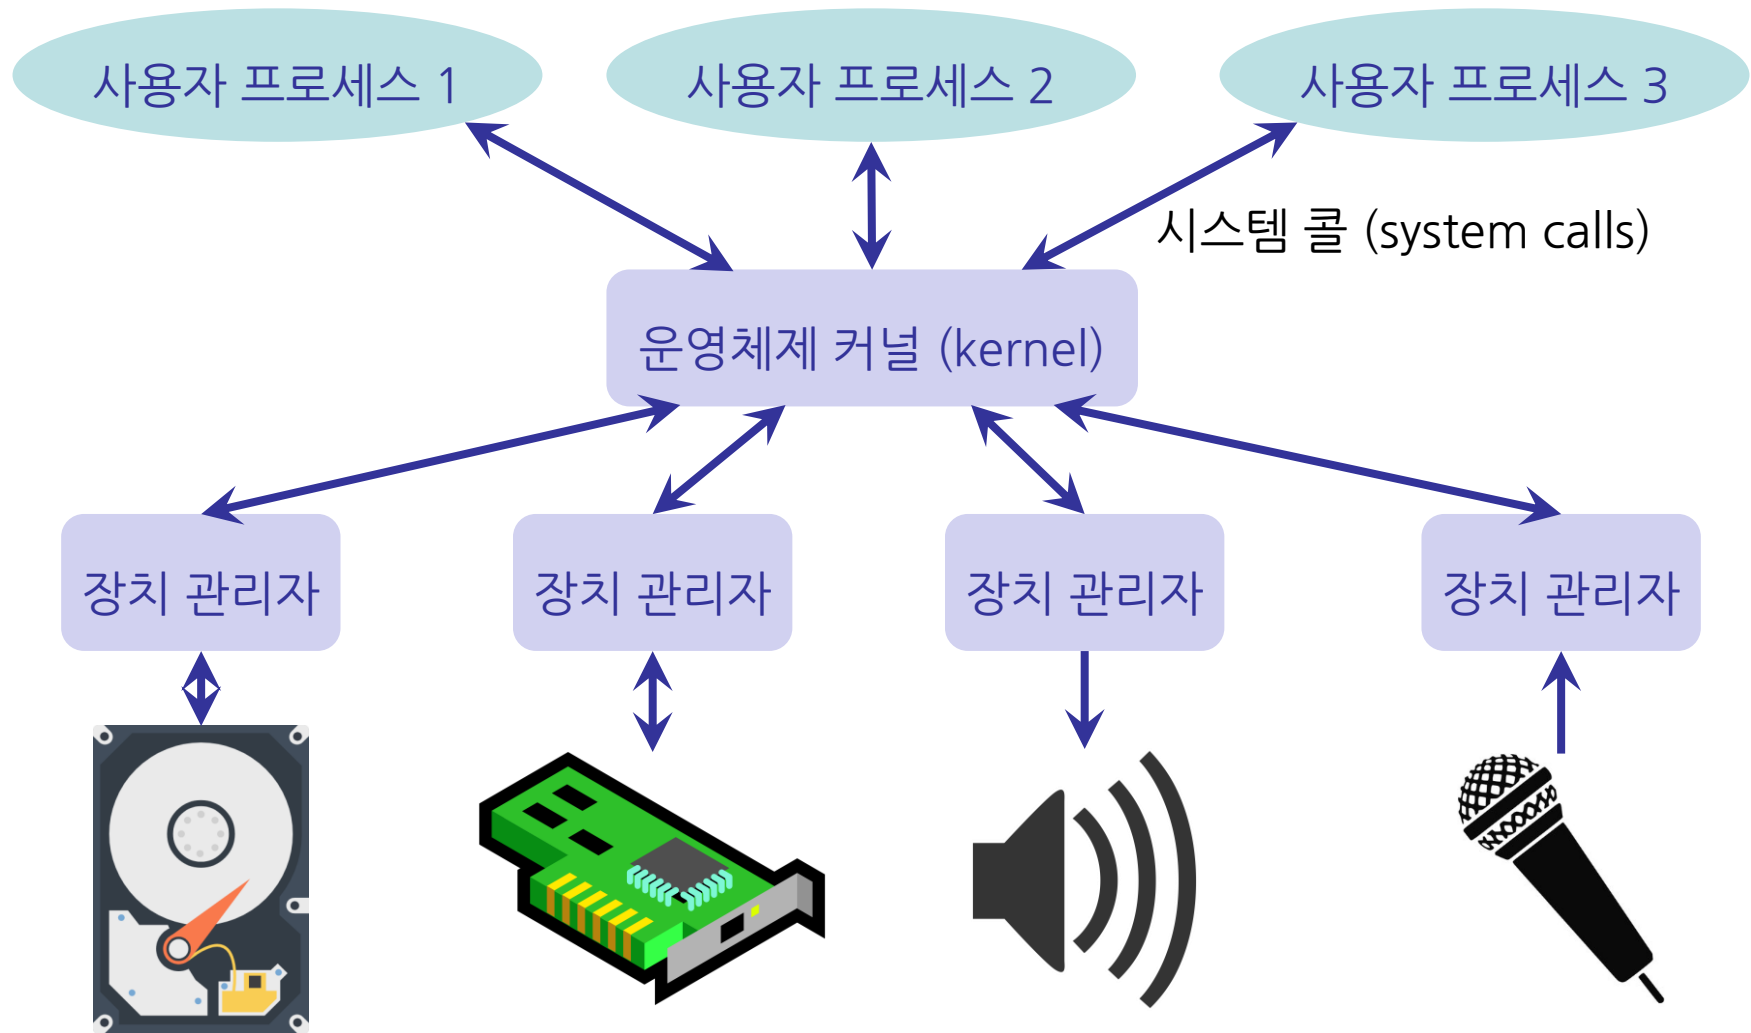 사용자 프로세스 1
사용자 프로세스 2
사용자 프로세스 3
시스템 콜 (system calls)
운영체제 커널 (kernel)
장치 관리자
장치 관리자
장치 관리자
장치 관리자